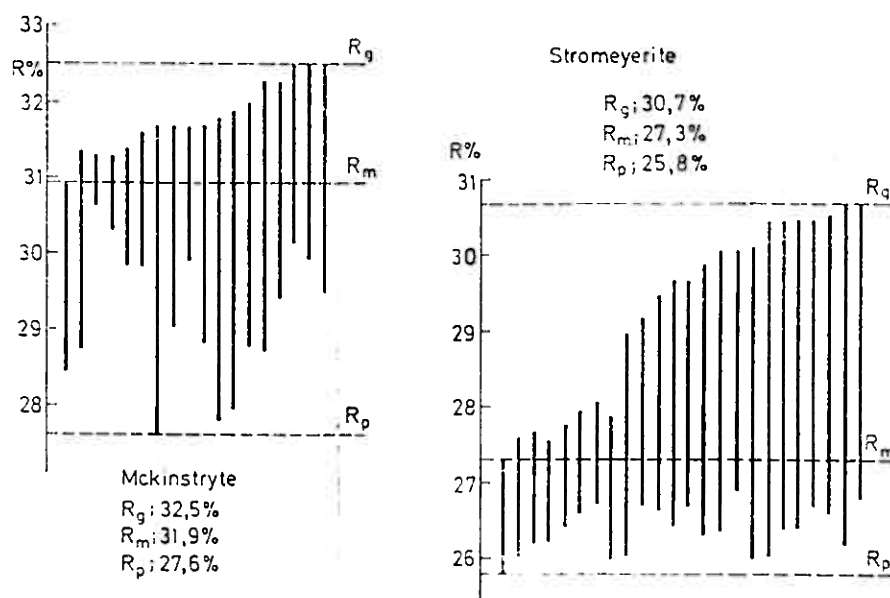 33
R%
32
31
30
29
28
Rg
Rm
Rp
Mckinstryte
Rg; 32,5%
Rm; 31,9%
Rp; 27,6%
Stromeyerite
Rg; 30,7%
Rm; 27,3%
Rp; 25,8%
R%
31
30
29
28
27
26
Rg
Rm
Rp